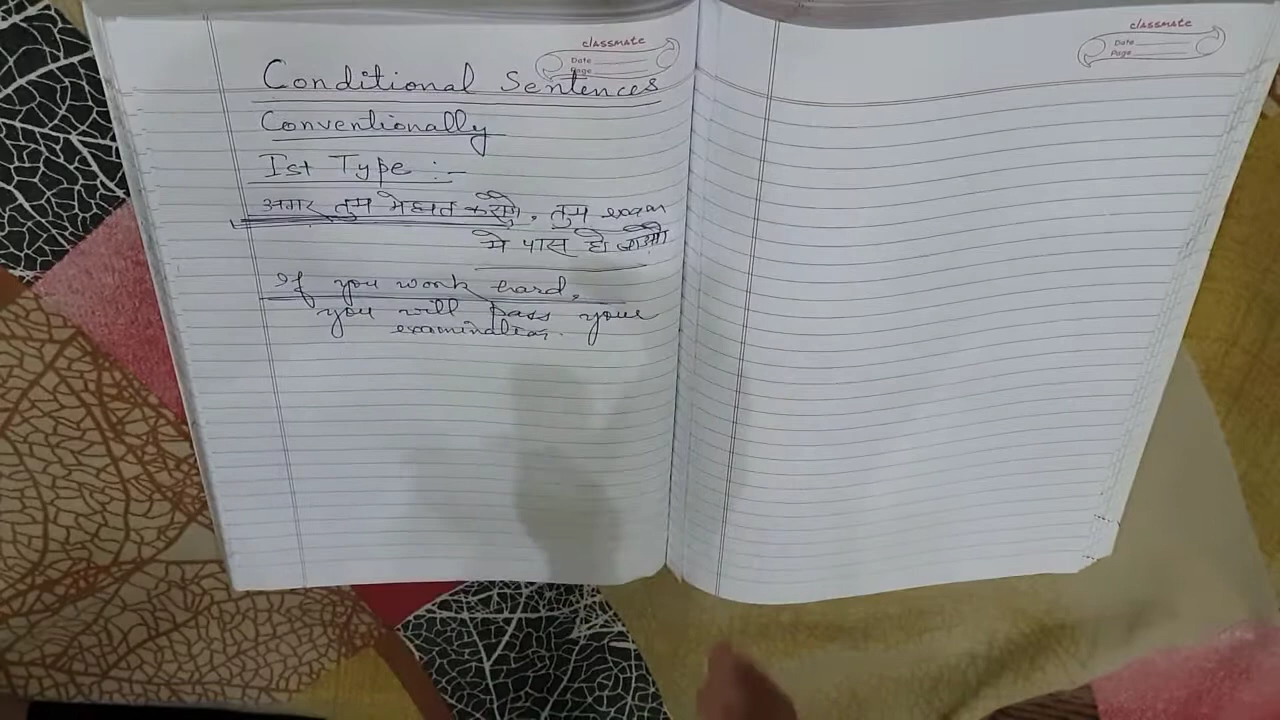 classmate
Date
Page
Conditional Sentences
Conventionally
Ist Type :-
अगर तुम मेहनत करोगे, तुम exam
मे पास हो जाओगे
If you work hard,
you will pass your
examination.
classmate
Date
Page